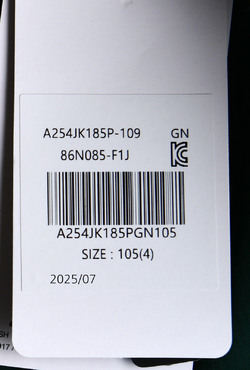 A254JK185P-109 GN
86N085-F1J
A254JK185PGN105
SIZE : 105(4)
2025/07